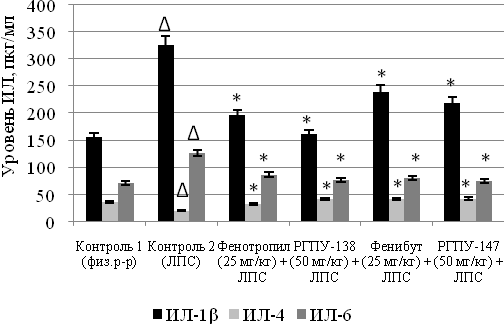 Уровень ИЛ, пкг/мл
400
350
300
250
200
150
100
50
0
Δ
Δ
Δ
*
*
*
*
*
*
*
*
*
*
*
*
Контроль 1
(физ.р-р)
Контроль 2
(ЛПС)
Фенотропил
(25 мг/кг) +
ЛПС
РГПУ-138
(50 мг/кг) +
ЛПС
Фенибут
(25 мг/кг) +
ЛПС
РГПУ-147
(50 мг/кг) +
ЛПС
ИЛ-1β
ИЛ-4
ИЛ-6